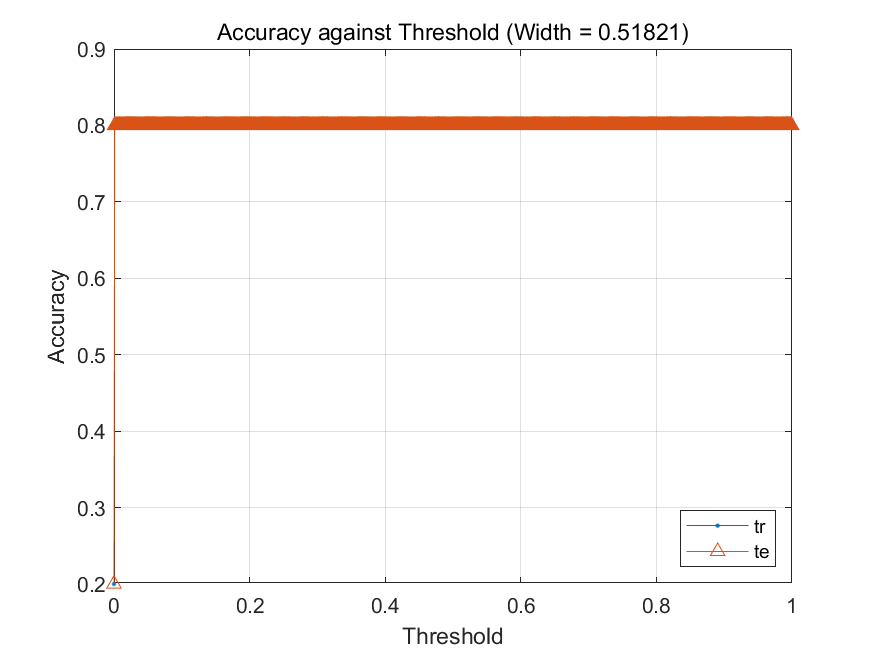 Accuracy against Threshold (Width = 0.51821)
0.9
0.8
0.7
0.6
0.5
0.4
0.3
0.2
Accuracy
0 0.2 0.4 0.6 0.8 1
Threshold
tr
te